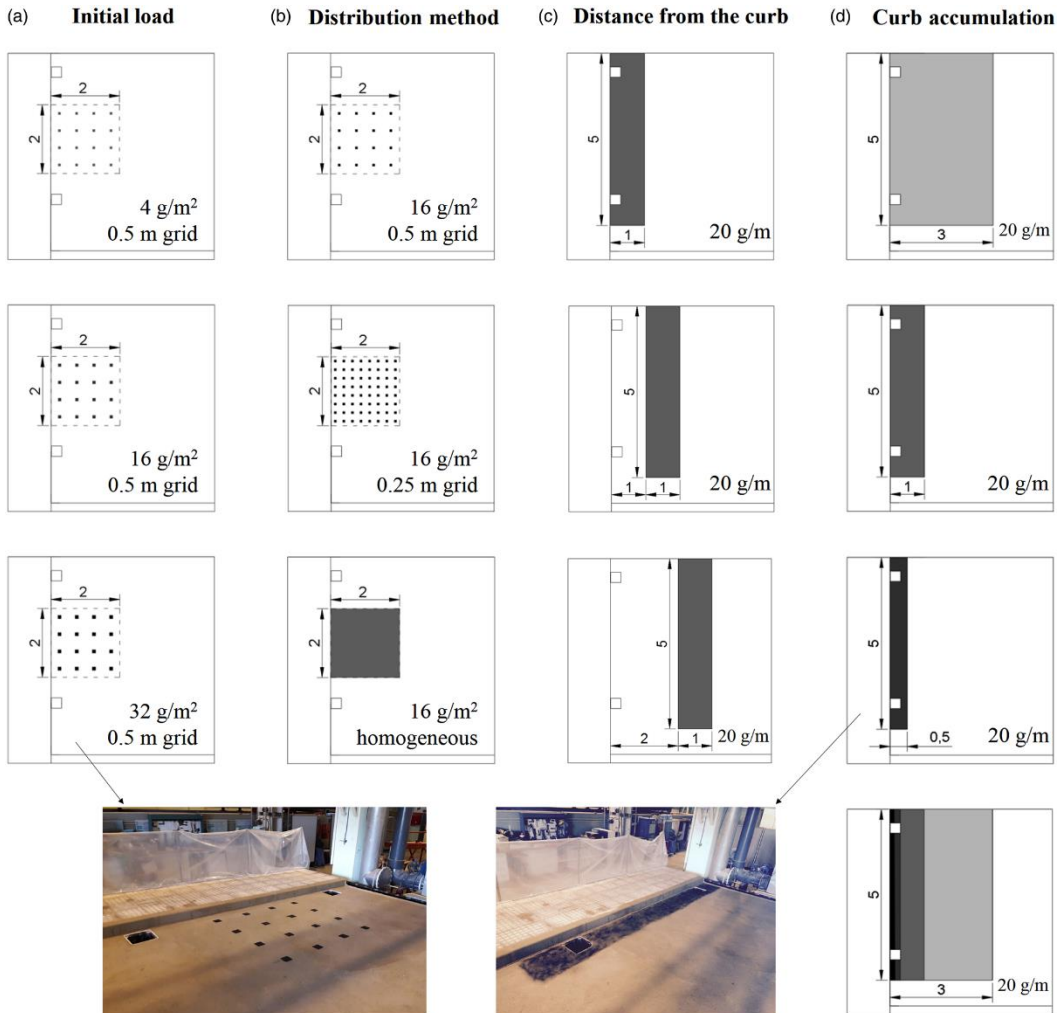 (a) Initial load
(b) Distribution method
(c) Distance from the curb
(d) Curb accumulation
2
2
4 g/m²
0.5 m grid
2
2
16 g/m²
0.5 m grid
5
1
20 g/m
5
3
20 g/m
2
2
16 g/m²
0.5 m grid
2
2
16 g/m²
0.25 m grid
5
1
1
20 g/m
5
1
20 g/m
2
2
32 g/m²
0.5 m grid
2
2
16 g/m²
homogeneous
5
2
1
20 g/m
5
0,5
20 g/m
5
3
20 g/m